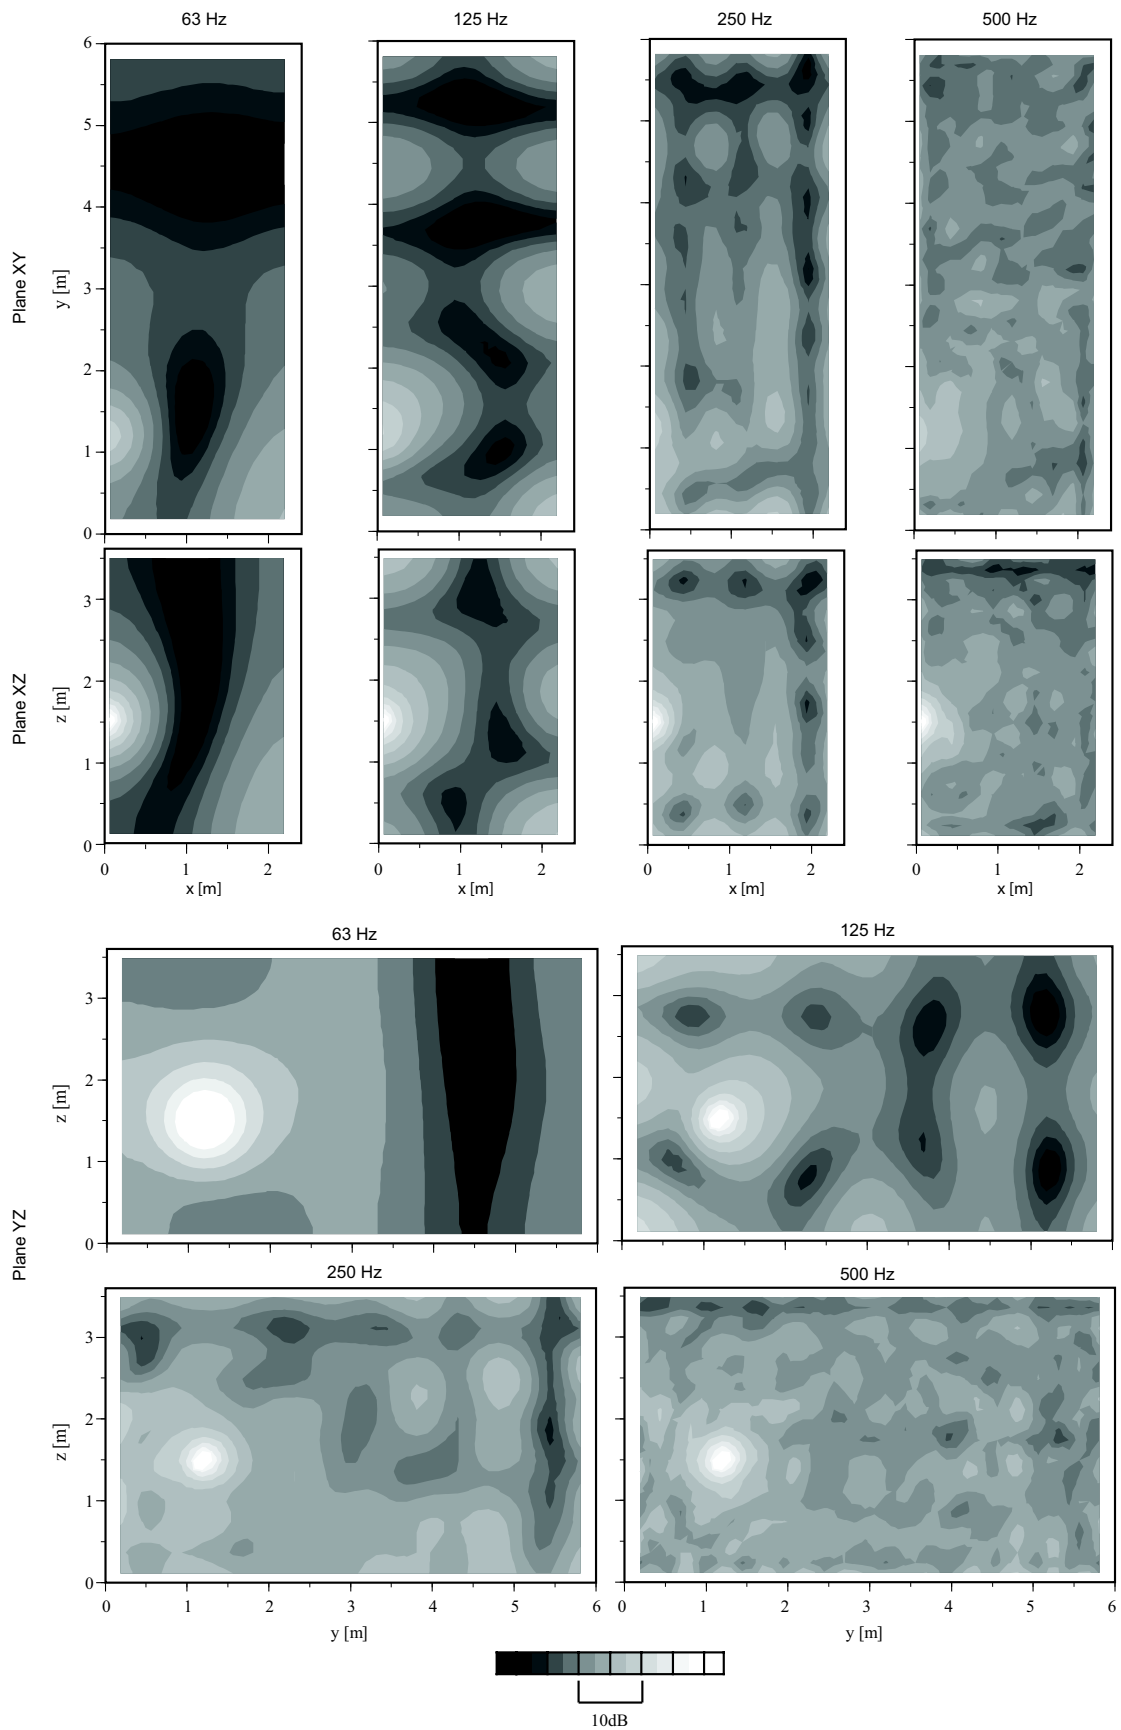 63 Hz 125 Hz 250 Hz 500 Hz
6
5
4
3
2
1
0
y [m]
Plane XY
3
2
1
0
z [m]
Plane XZ
0 1 2 0 1 2 0 1 2 0 1 2
x [m] x [m] x [m] x [m]
63 Hz 125 Hz
3
2
1
0
z [m]
Plane YZ
250 Hz 500 Hz
3
2
1
0
z [m]
0 1 2 3 4 5 6 0 1 2 3 4 5 6
y [m] y [m]
10dB